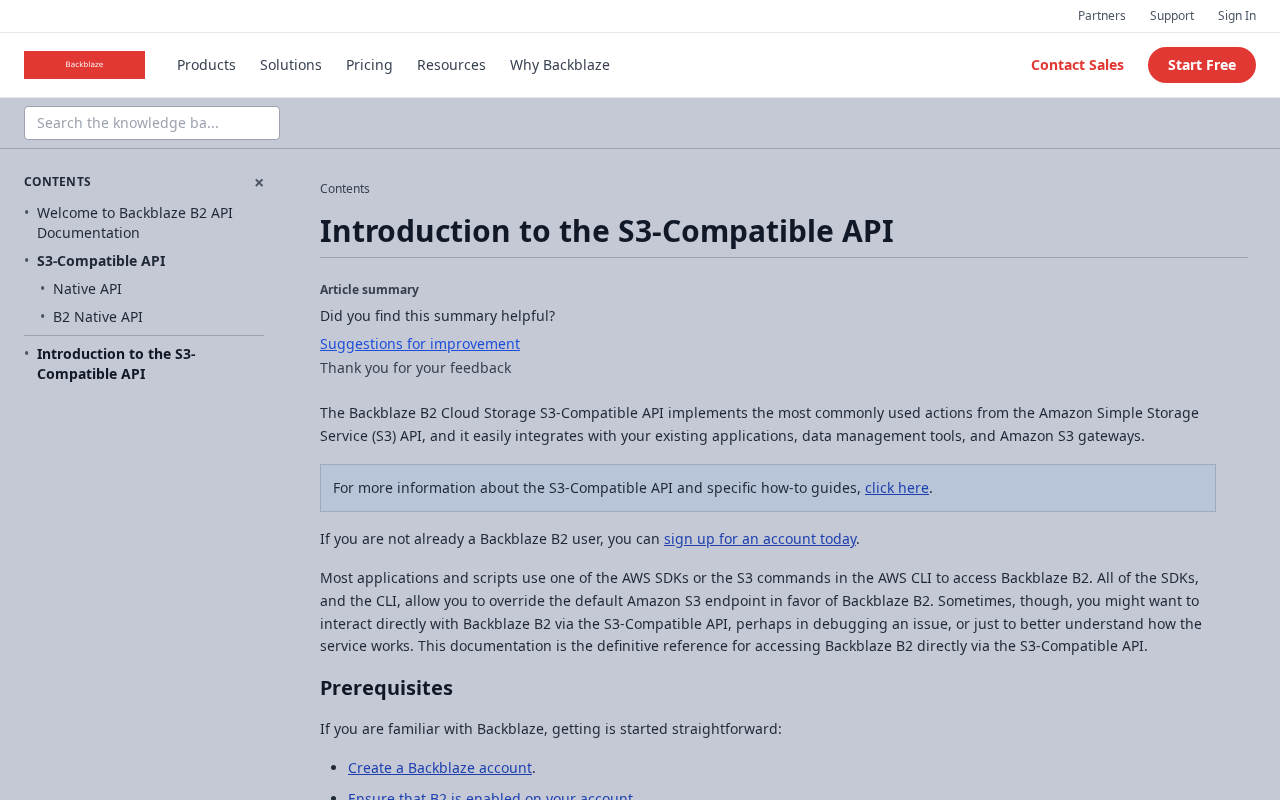 Partners Support Sign In
Backblaze Products Solutions Pricing Resources Why Backblaze Contact Sales Start Free
Search the knowledge ba...
CONTENTS ×
• Welcome to Backblaze B2 API
Documentation
• S3-Compatible API
• Native API
• B2 Native API
• Introduction to the S3-
Compatible API
Contents
Introduction to the S3-Compatible API
Article summary
Did you find this summary helpful?
Suggestions for improvement
Thank you for your feedback
The Backblaze B2 Cloud Storage S3-Compatible API implements the most commonly used actions from the Amazon Simple Storage
Service (S3) API, and it easily integrates with your existing applications, data management tools, and Amazon S3 gateways.
For more information about the S3-Compatible API and specific how-to guides, click here.
If you are not already a Backblaze B2 user, you can sign up for an account today.
Most applications and scripts use one of the AWS SDKs or the S3 commands in the AWS CLI to access Backblaze B2. All of the SDKs,
and the CLI, allow you to override the default Amazon S3 endpoint in favor of Backblaze B2. Sometimes, though, you might want to
interact directly with Backblaze B2 via the S3-Compatible API, perhaps in debugging an issue, or just to better understand how the
service works. This documentation is the definitive reference for accessing Backblaze B2 directly via the S3-Compatible API.
Prerequisites
If you are familiar with Backblaze, getting is started straightforward:
• Create a Backblaze account.
• Ensure that B2 is enabled on your account.